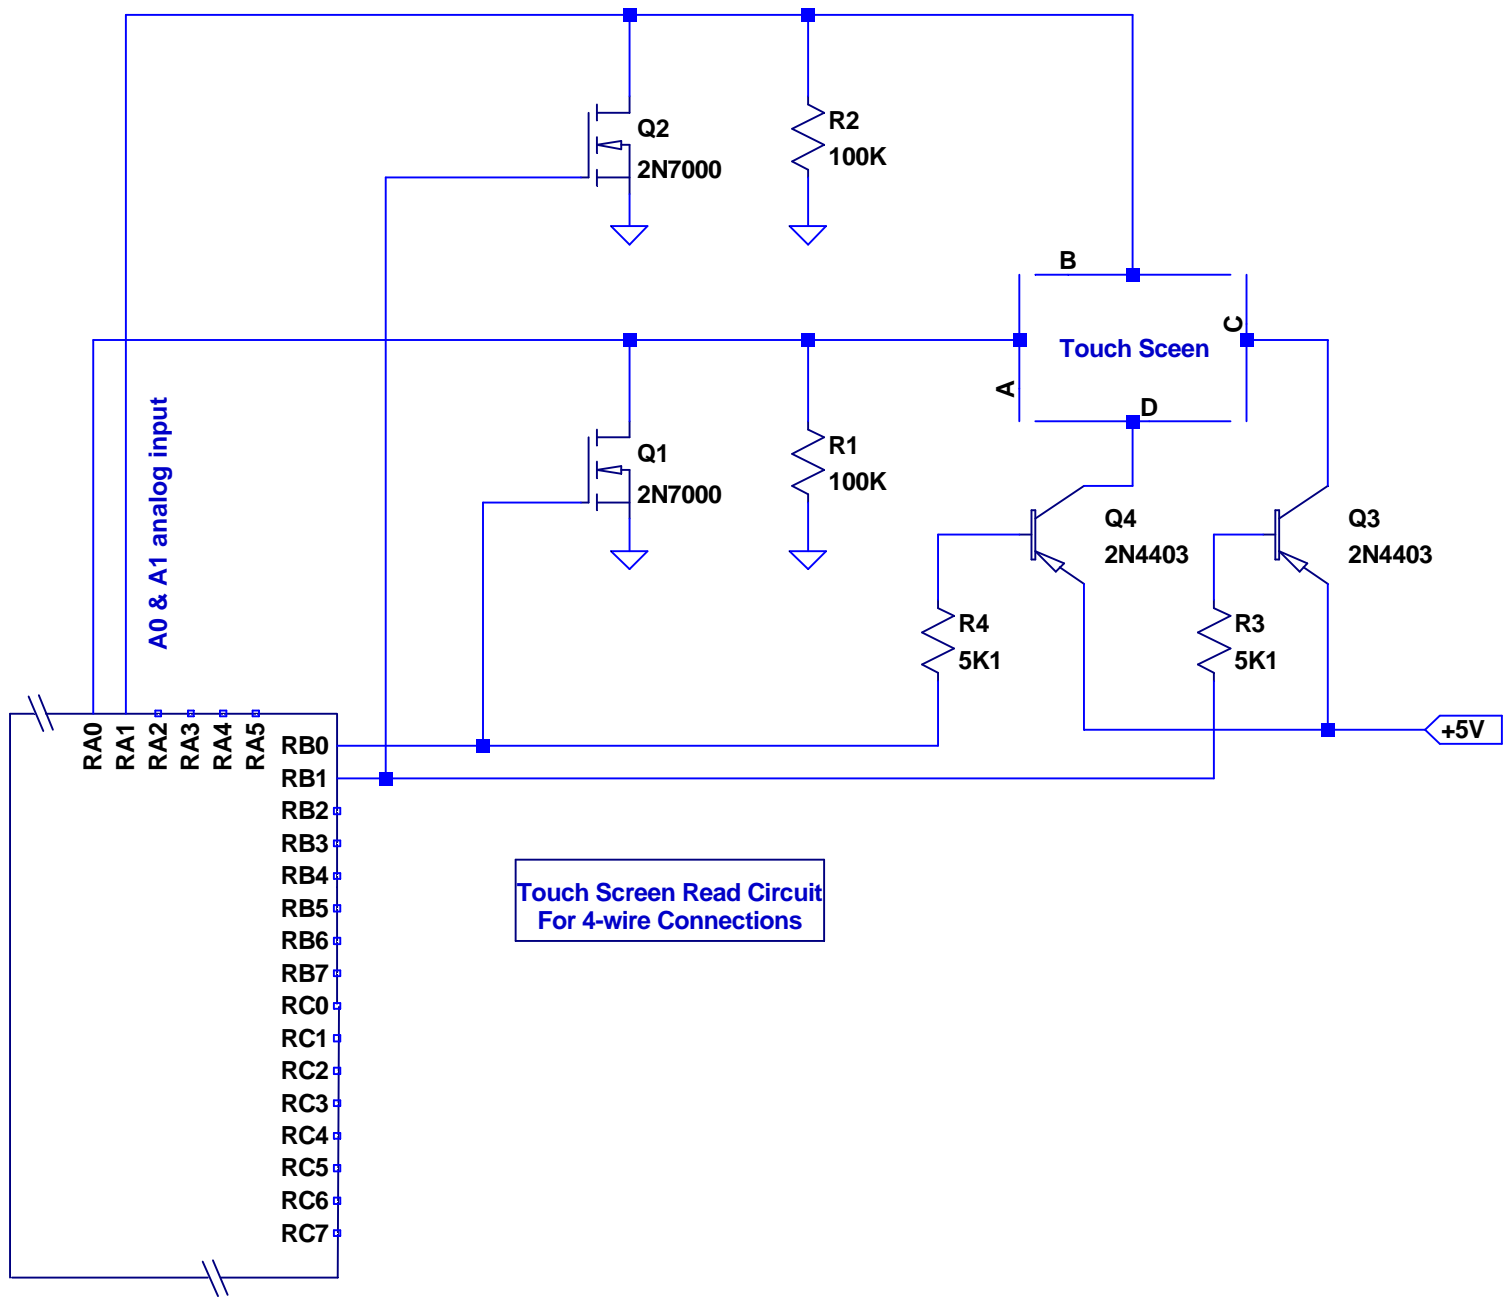 Q2
2N7000
R2
100K
B
C
Touch Sceen
A
D
A0 & A1 analog input
Q1
2N7000
R1
100K
Q4
2N4403
Q3
2N4403
R4
5K1
R3
5K1
+5V
RA0
RA1
RA2
RA3
RA4
RA5
RB0
RB1
RB2
RB3
RB4
RB5
RB6
RB7
RC0
RC1
RC2
RC3
RC4
RC5
RC6
RC7
Touch Screen Read Circuit
For 4-wire Connections